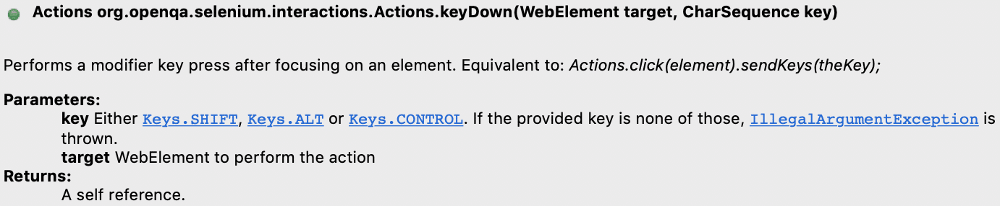 Actions org.openqa.selenium.interactions.Actions.keyDown(WebElement target, CharSequence key)
Performs a modifier key press after focusing on an element. Equivalent to: Actions.click(element).sendKeys(theKey);
Parameters:
key Either Keys.SHIFT, Keys.ALT or Keys.CONTROL. If the provided key is none of those, IllegalArgumentException is
thrown.
target WebElement to perform the action
Returns:
A self reference.